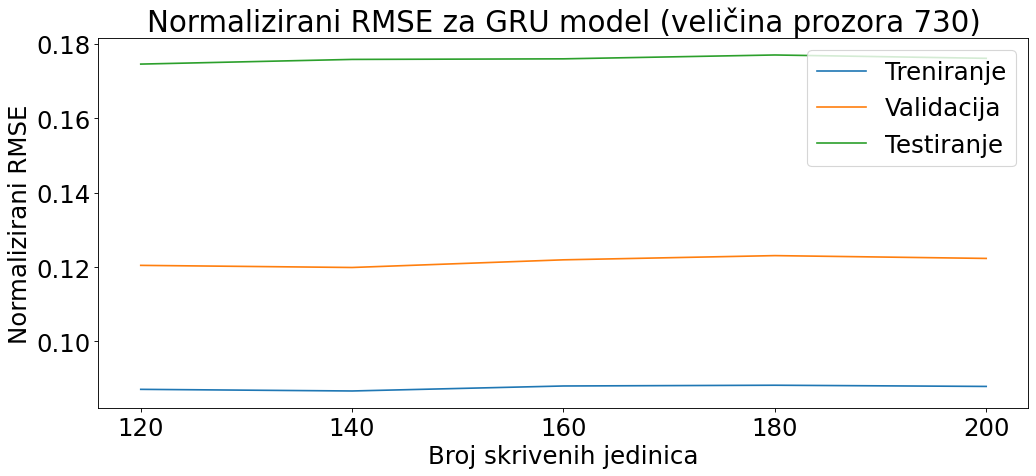 Normalizirani RMSE za GRU model (veličina prozora 730)
Normalizirani RMSE
0.18
0.16
0.14
0.12
0.10
Treniranje
Validacija
Testiranje
120 140 160 180 200
Broj skrivenih jedinica